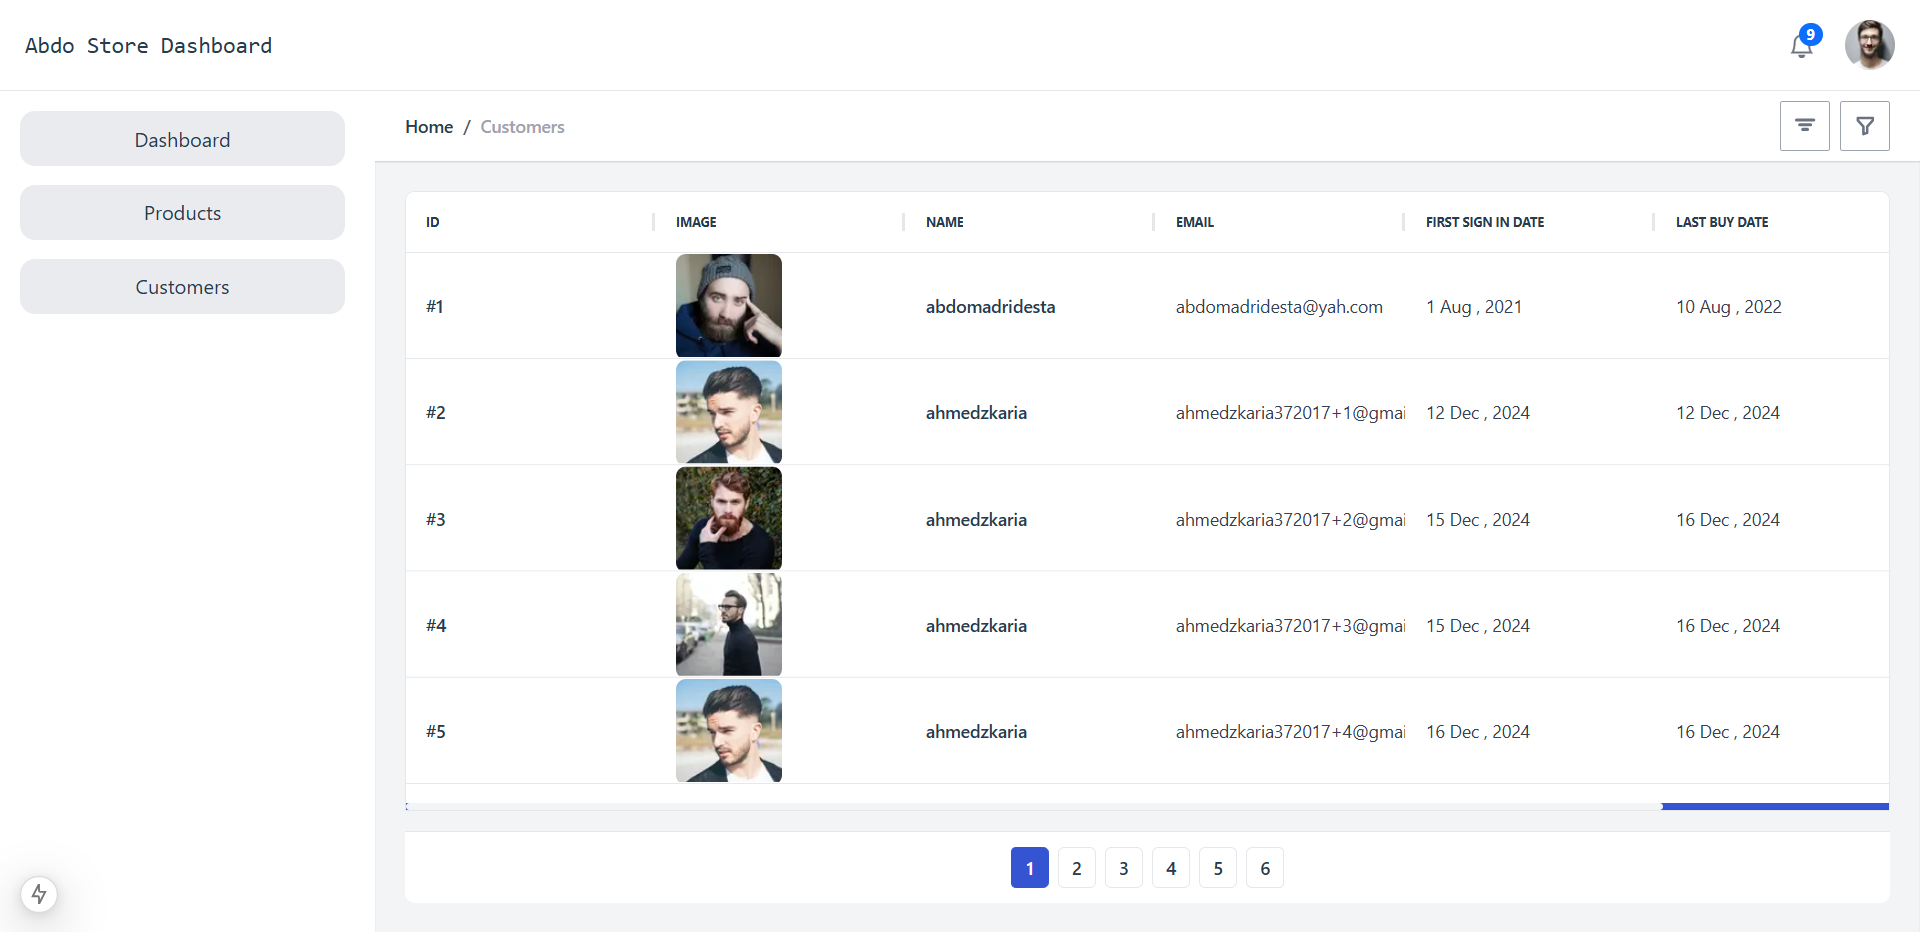 Abdo Store Dashboard
9
Dashboard
Products
Customers
Home / Customers
ID IMAGE NAME EMAIL FIRST SIGN IN DATE LAST BUY DATE
#1 abdomadridesta abdomadridesta@yah.com 1 Aug , 2021 10 Aug , 2022
#2 ahmedzkaria ahmedzkaria372017+1@gmai 12 Dec , 2024 12 Dec , 2024
#3 ahmedzkaria ahmedzkaria372017+2@gmai 15 Dec , 2024 16 Dec , 2024
#4 ahmedzkaria ahmedzkaria372017+3@gmai 15 Dec , 2024 16 Dec , 2024
#5 ahmedzkaria ahmedzkaria372017+4@gmai 16 Dec , 2024 16 Dec , 2024
1 2 3 4 5 6